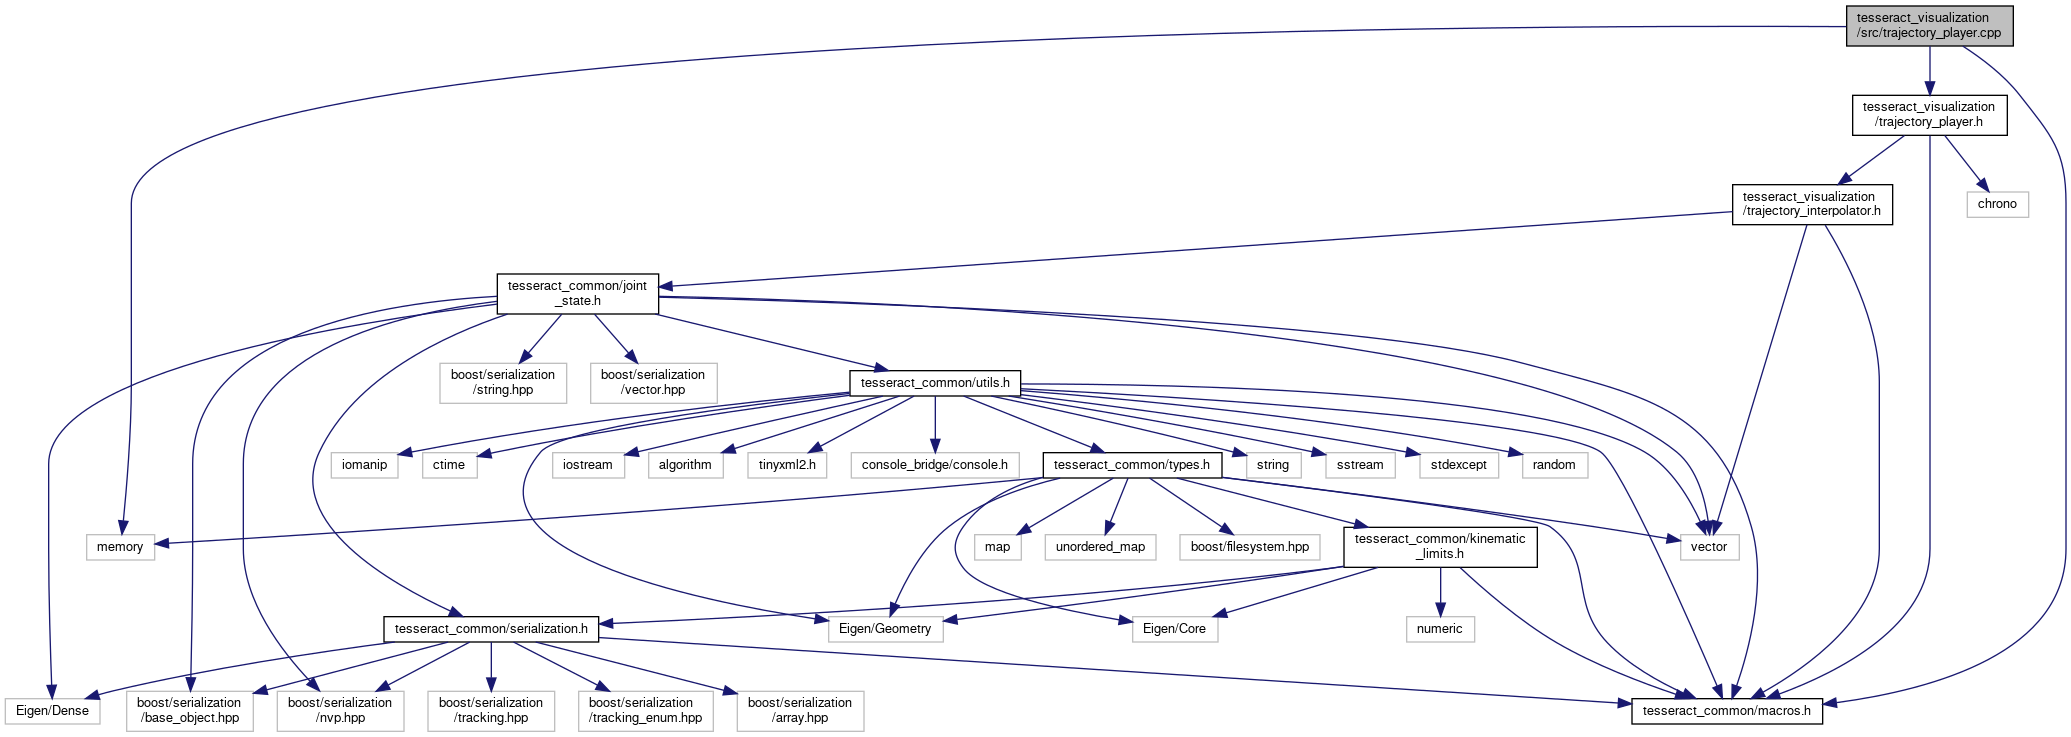 tesseract_visualization
/src/trajectory_player.cpp
tesseract_visualization
/trajectory_player.h
tesseract_visualization
/trajectory_interpolator.h
chrono
tesseract_common/joint
_state.h
boost/serialization
/string.hpp
boost/serialization
/vector.hpp
tesseract_common/utils.h
iomanip
ctime
iostream
algorithm
tinyxml2.h
console_bridge/console.h
tesseract_common/types.h
string
sstream
stdexcept
random
memory
map
unordered_map
boost/filesystem.hpp
tesseract_common/kinematic
_limits.h
vector
tesseract_common/serialization.h
Eigen/Geometry
Eigen/Core
numeric
Eigen/Dense
boost/serialization
/base_object.hpp
boost/serialization
/nvp.hpp
boost/serialization
/tracking.hpp
boost/serialization
/tracking_enum.hpp
boost/serialization
/array.hpp
tesseract_common/macros.h